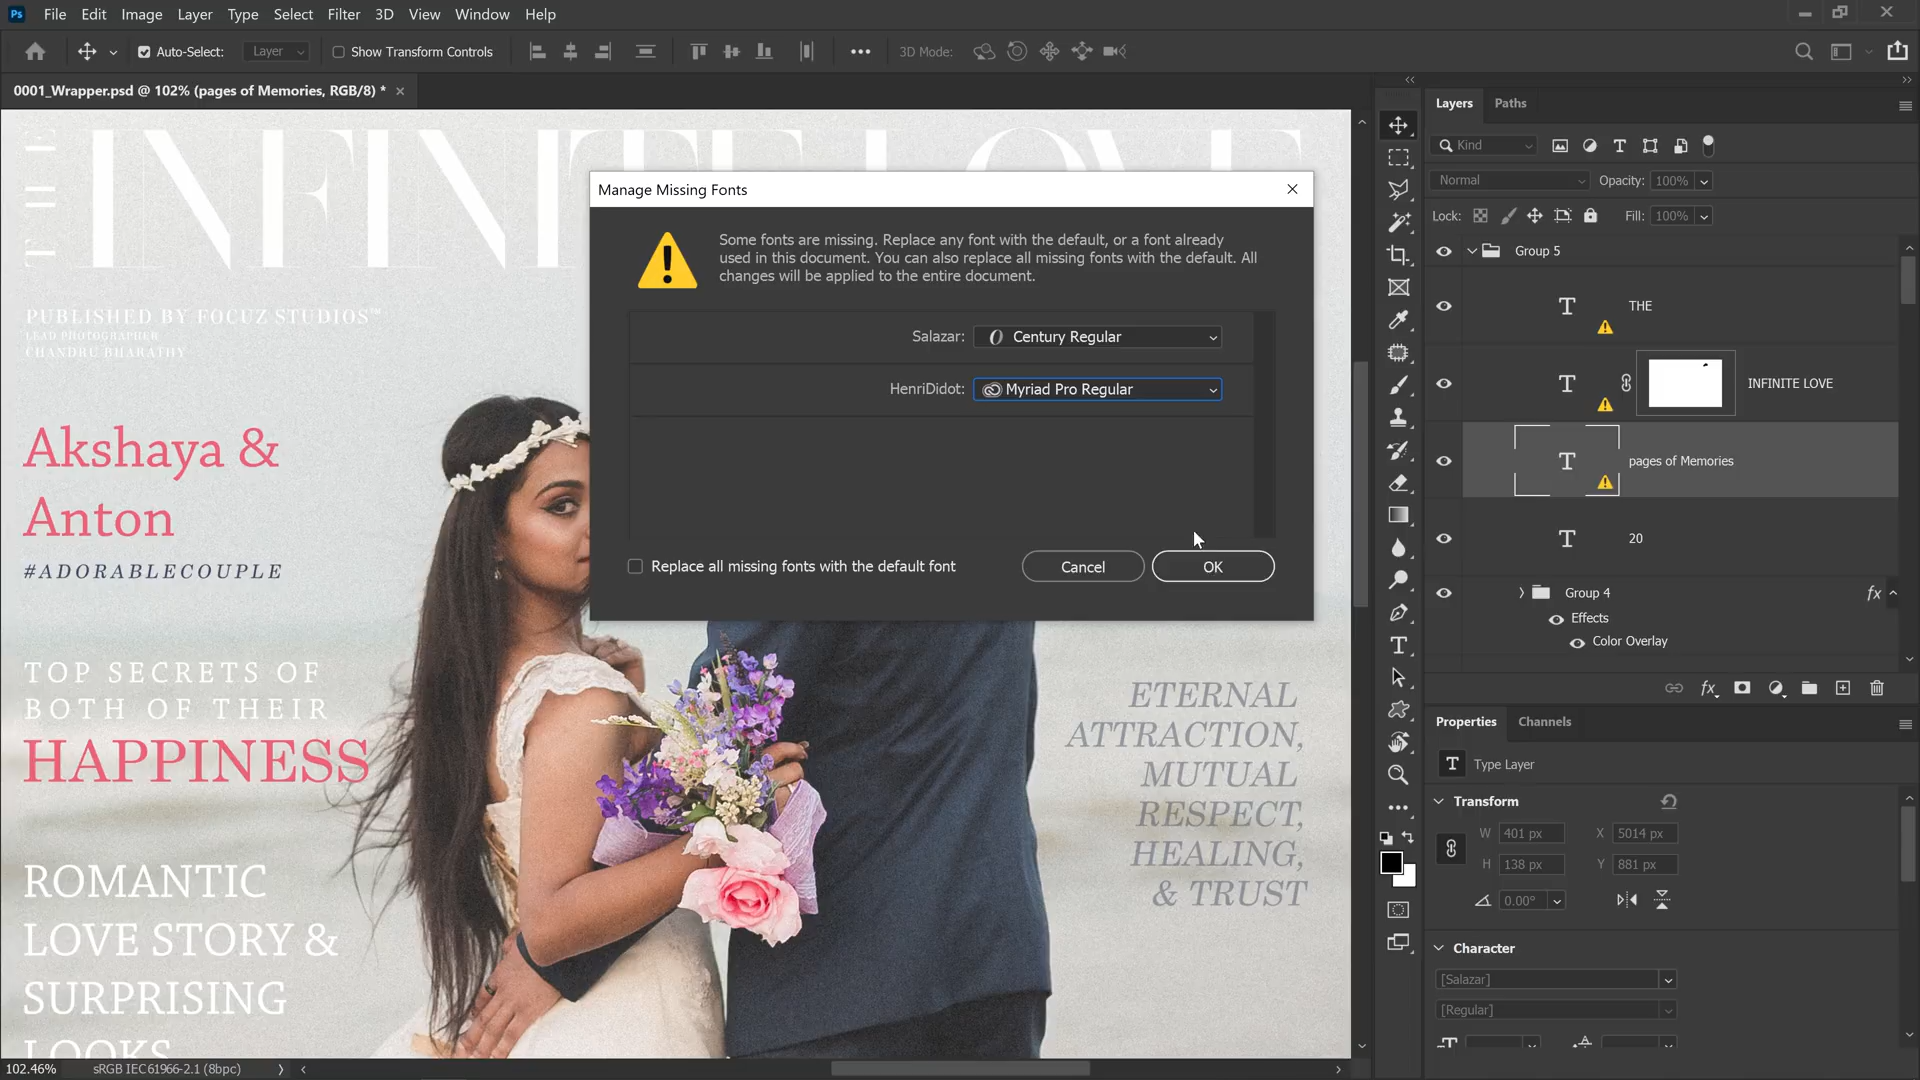 Ps File Edit Image Layer Type Select Filter 3D View Window Help
Auto-Select: Layer Show Transform Controls 3D Mode:
0001_Wrapper.psd @ 102% (pages of Memories, RGB/8) *
THE
INFINITE LOVE
PUBLISHED BY FOCUZ STUDIOS™
LEAD PHOTOGRAPHER
CHANDRU BHARATHY
Akshaya &
Anton
#ADORABLECOUPLE
TOP SECRETS OF
BOTH OF THEIR
HAPPINESS
ROMANTIC
LOVE STORY &
SURPRISING
LOOKS
ETERNAL
ATTRACTION,
MUTUAL
RESPECT,
HEALING,
& TRUST
Manage Missing Fonts
Some fonts are missing. Replace any font with the default, or a font already
used in this document. You can also replace all missing fonts with the default. All
changes will be applied to the entire document.
Salazar: Century Regular
HenriDidot: Myriad Pro Regular
Replace all missing fonts with the default font
Cancel OK
Layers Paths
Kind
Normal Opacity: 100%
Lock: Fill: 100%
Group 5
THE
INFINITE LOVE
pages of Memories
20
Group 4 fx
Effects
Color Overlay
fx
Properties Channels
Type Layer
Transform
W 401 px X 5014 px
H 138 px Y 881 px
0.00°
Character
[Salazar]
[Regular]
102.46% sRGB IEC61966-2.1 (8bpc)